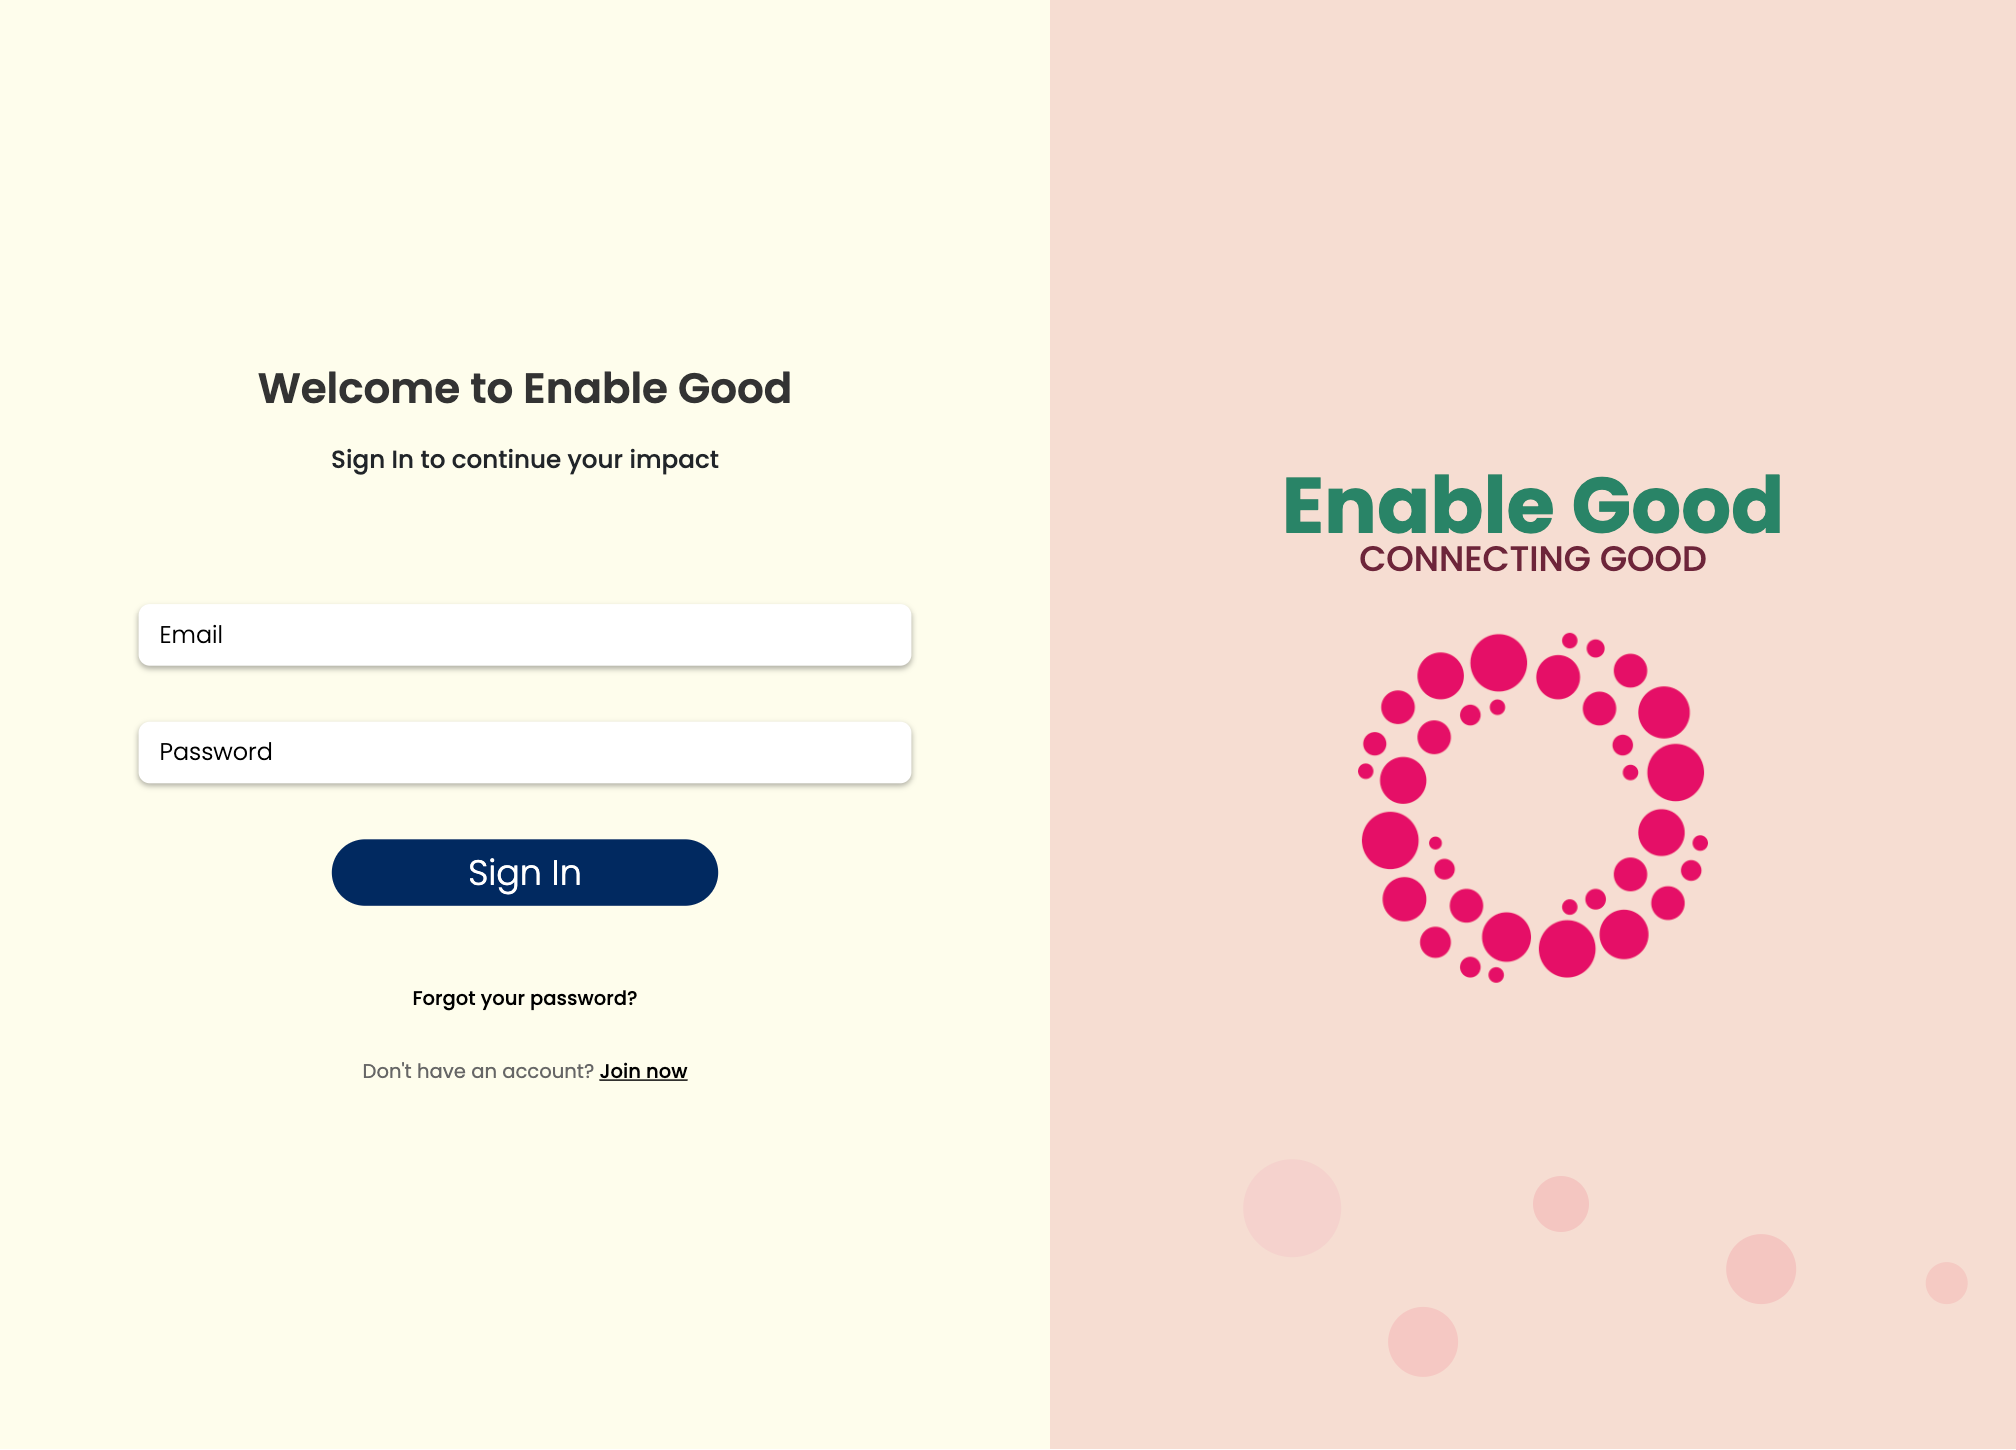 Welcome to Enable Good
Sign In to continue your impact
Email
Password
Sign In
Forgot your password?
Don't have an account? Join now
Enable Good
CONNECTING GOOD